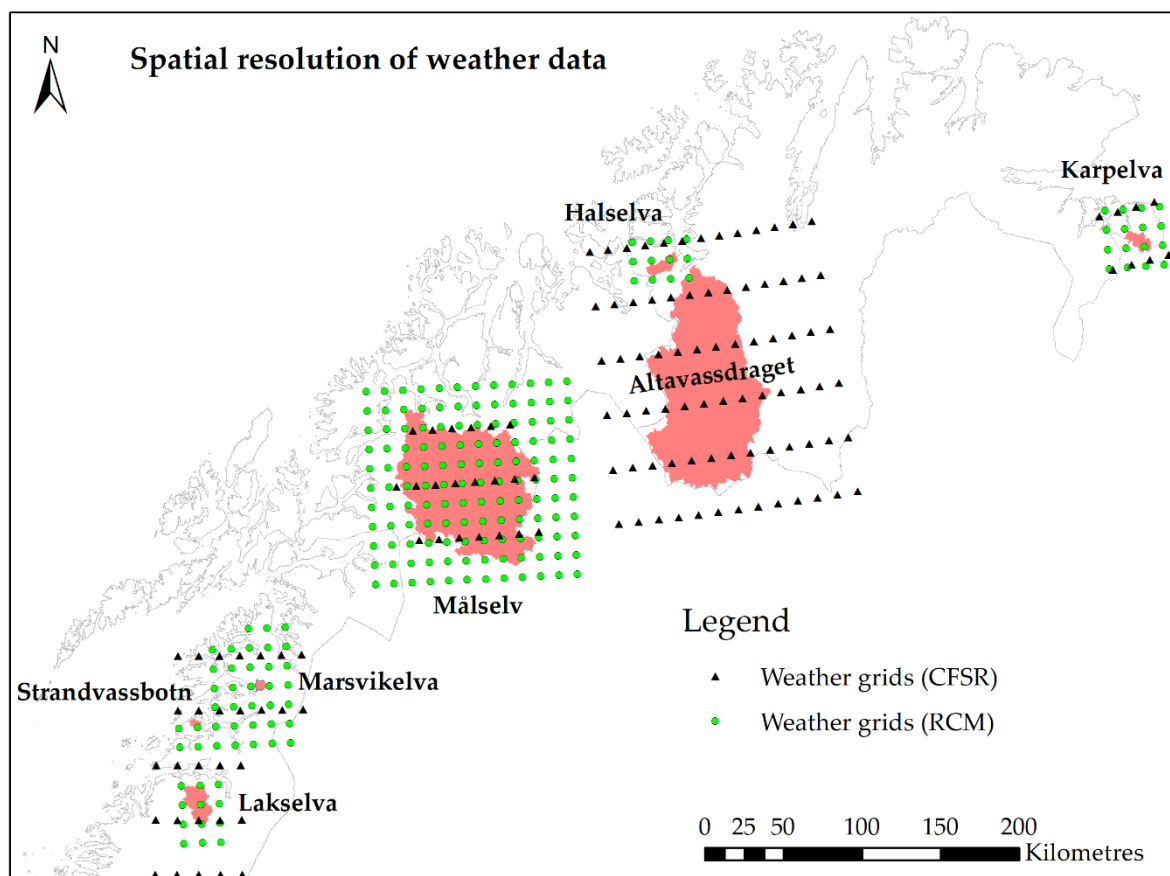 N
Spatial resolution of weather data
Karpelva
Halselva
Altavassdraget
Målselv
Legend
Weather grids (CFSR)
Weather grids (RCM)
Strandvassbotn
Marsvikelva
Lakselva
0 25 50 100 150 200
Kilometres